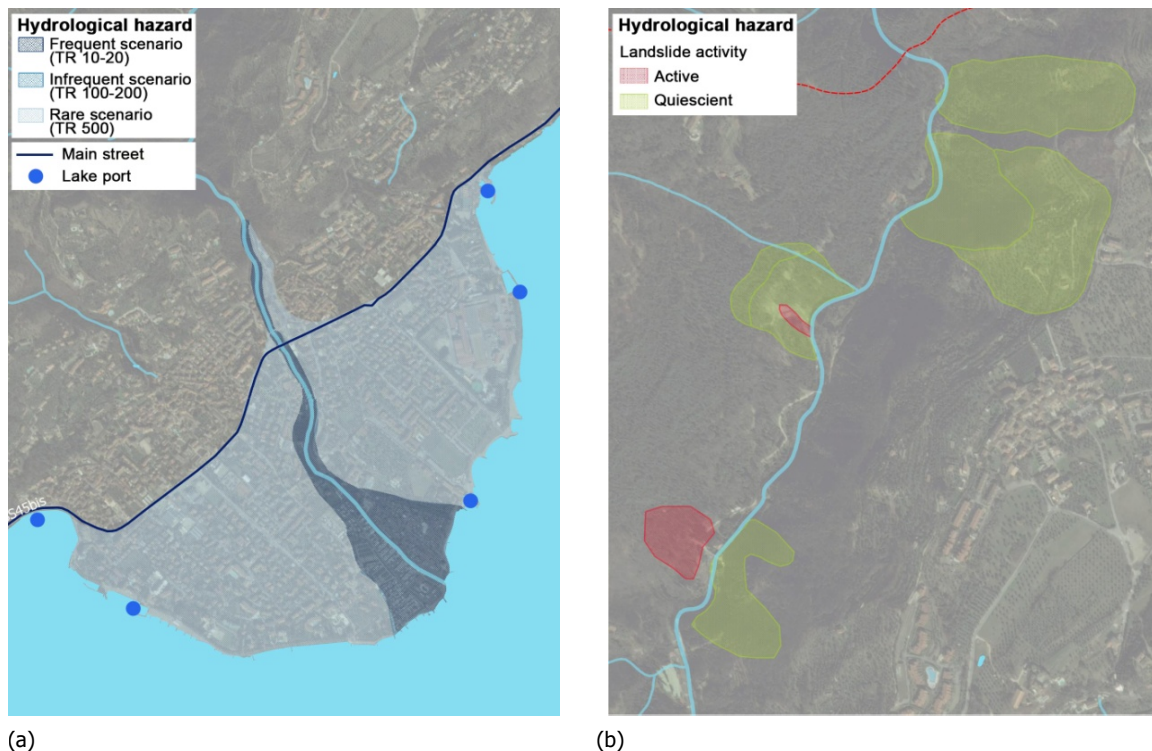 Hydrological hazard
Frequent scenario
(TR 10-20)
Infrequent scenario
(TR 100-200)
Rare scenario
(TR 500)
Main street
Lake port
S45bis
(a)
Hydrological hazard
Landslide activity
Active
Quiescient
(b)